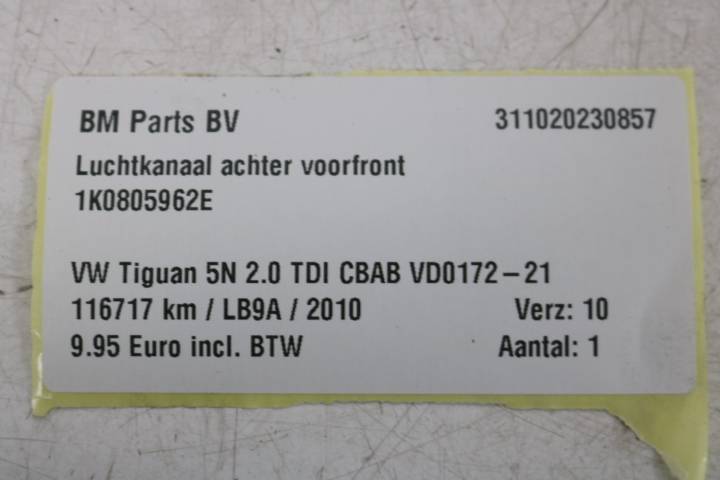 BM Parts BV 311020230857
Luchtkanaal achter voorfront
1K0805962E
VW Tiguan 5N 2.0 TDI CBAB VD0172-21
116717 km / LB9A / 2010 Verz: 10
9.95 Euro incl. BTW Aantal: 1